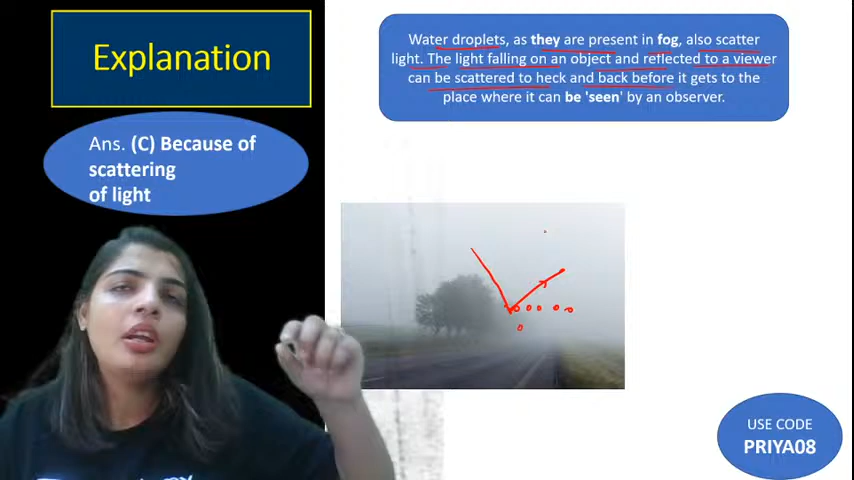 Explanation
Ans. (C) Because of
scattering
of light
Water droplets, as they are present in fog, also scatter
light. The light falling on an object and reflected to a viewer
can be scattered to heck and back before it gets to the
place where it can be 'seen' by an observer.
USE CODE
PRIYA08